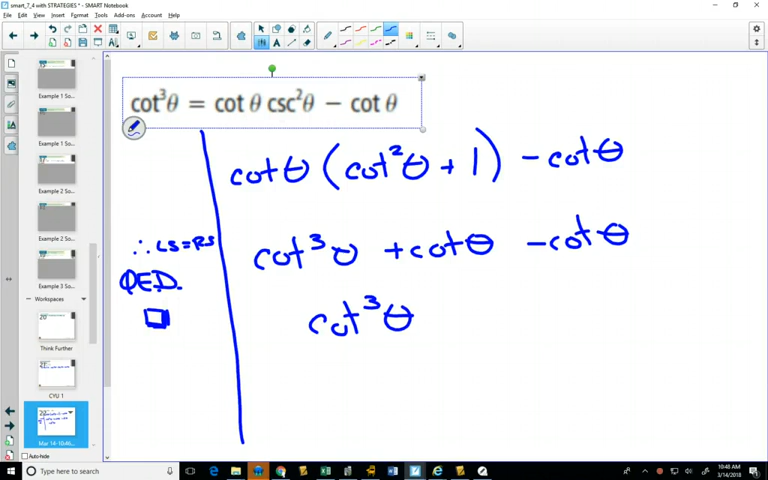 smart_7_4 with STRATEGIES * - SMART Notebook
File Edit View Insert Format Tools Add-ons Account Help
Example 1 So...
Example 1 So...
Example 2 So...
Example 2 So...
Example 3 So...
Workspaces
Think Further
CYU 1
Mar 14-10:46...
Auto-hide
cot³θ = cot θ csc²θ − cot θ
cotθ (cot²θ + 1) − cotθ
∴ LS=RS
cot³θ + cotθ − cotθ
Q.E.D.
cot³θ
Type here to search
10:48 AM
3/14/2018